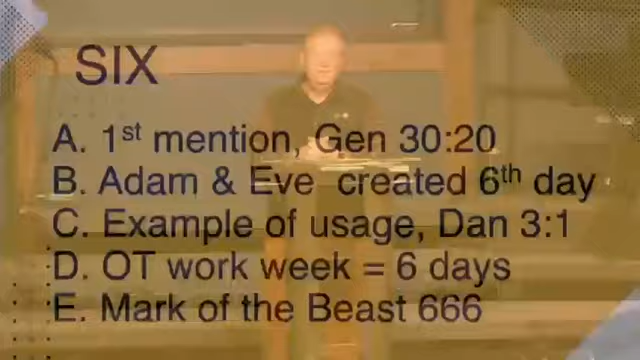 SIX
A. 1st mention, Gen 30:20
B. Adam & Eve created 6th day
C. Example of usage, Dan 3:1
D. OT work week = 6 days
E. Mark of the Beast 666